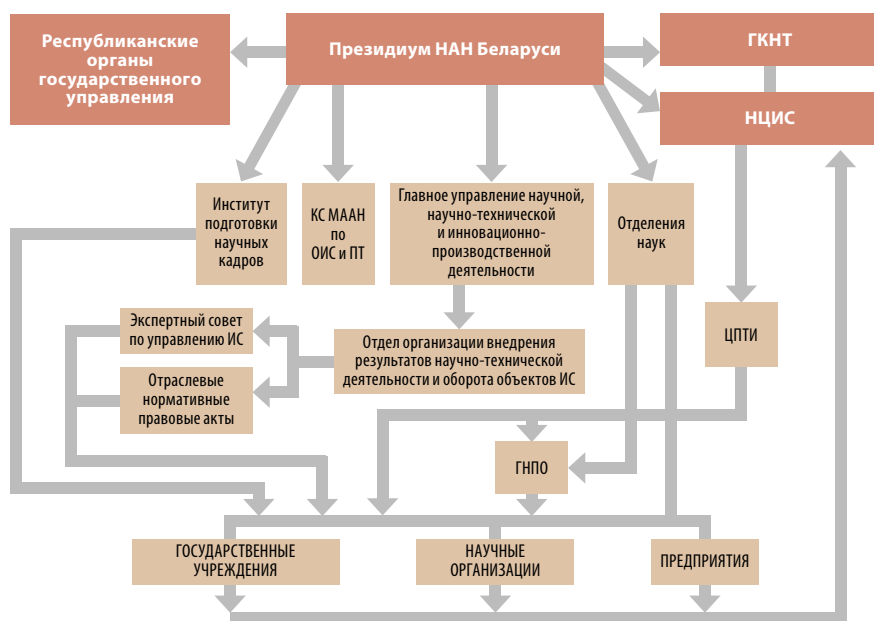 Республиканские
органы
государственного
управления
Президиум НАН Беларуси
ГКНТ
НЦИС
Институт
подготовки
научных
кадров
КС МААН
по
ОИС и ПТ
Главное управление научной,
научно-технической
и инновационно-
производственной
деятельности
Отделения
наук
Экспертный совет
по управлению ИС
Отдел организации внедрения
результатов научно-технической
деятельности и оборота объектов ИС
ЦПТИ
Отраслевые
нормативные
правовые акты
ГНПО
ГОСУДАРСТВЕННЫЕ
УЧРЕЖДЕНИЯ
НАУЧНЫЕ
ОРГАНИЗАЦИИ
ПРЕДПРИЯТИЯ